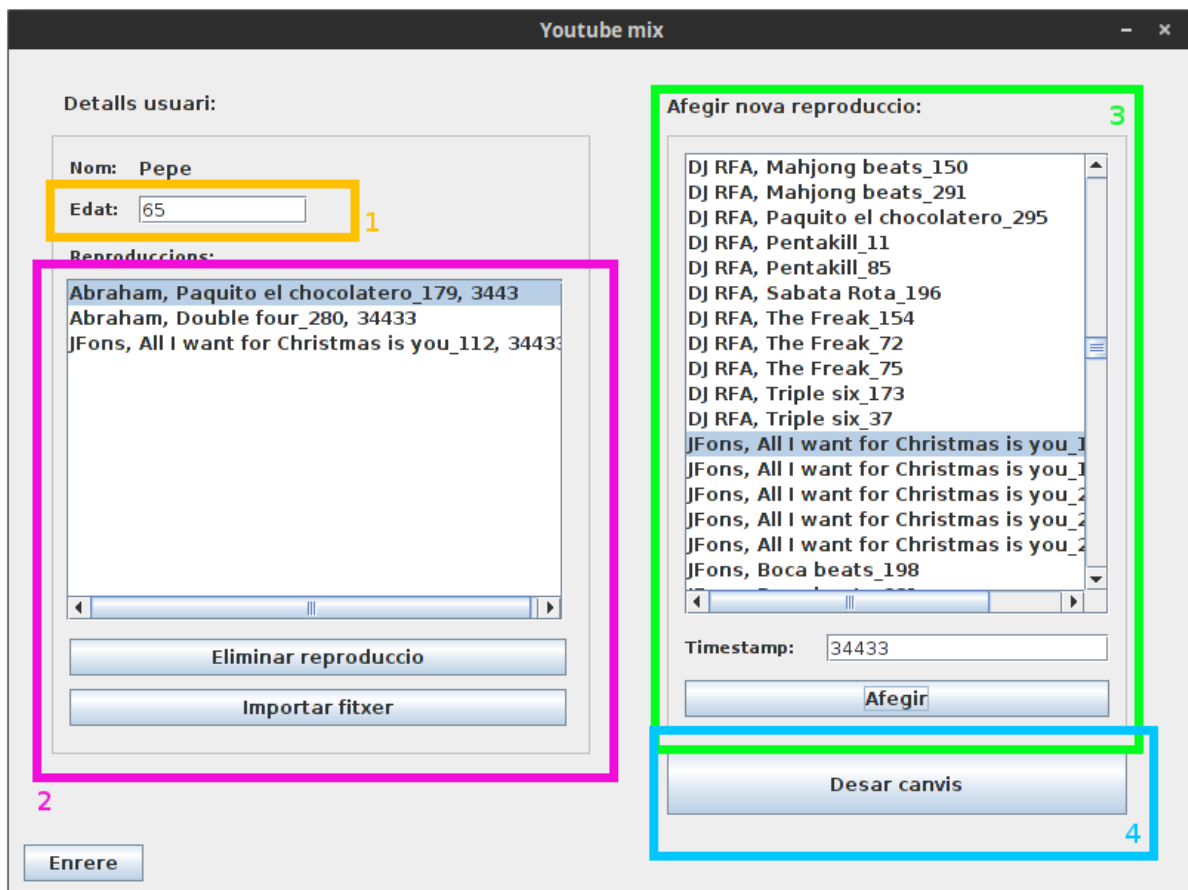 Youtube mix
Detalls usuari:
Nom: Pepe
Edat: 65
1
Reproduccions:
Abraham, Paquito el chocolatero_179, 3443
Abraham, Double four_280, 34433
JFons, All I want for Christmas is you_112, 34433
Eliminar reproduccio
Importar fitxer
2
Enrere
Afegir nova reproduccio:
3
DJ RFA, Mahjong beats_150
DJ RFA, Mahjong beats_291
DJ RFA, Paquito el chocolatero_295
DJ RFA, Pentakill_11
DJ RFA, Pentakill_85
DJ RFA, Sabata Rota_196
DJ RFA, The Freak_154
DJ RFA, The Freak_72
DJ RFA, The Freak_75
DJ RFA, Triple six_173
DJ RFA, Triple six_37
JFons, All I want for Christmas is you_1
JFons, All I want for Christmas is you_1
JFons, All I want for Christmas is you_2
JFons, All I want for Christmas is you_2
JFons, All I want for Christmas is you_2
JFons, Boca beats_198
Timestamp: 34433
Afegir
Desar canvis
4